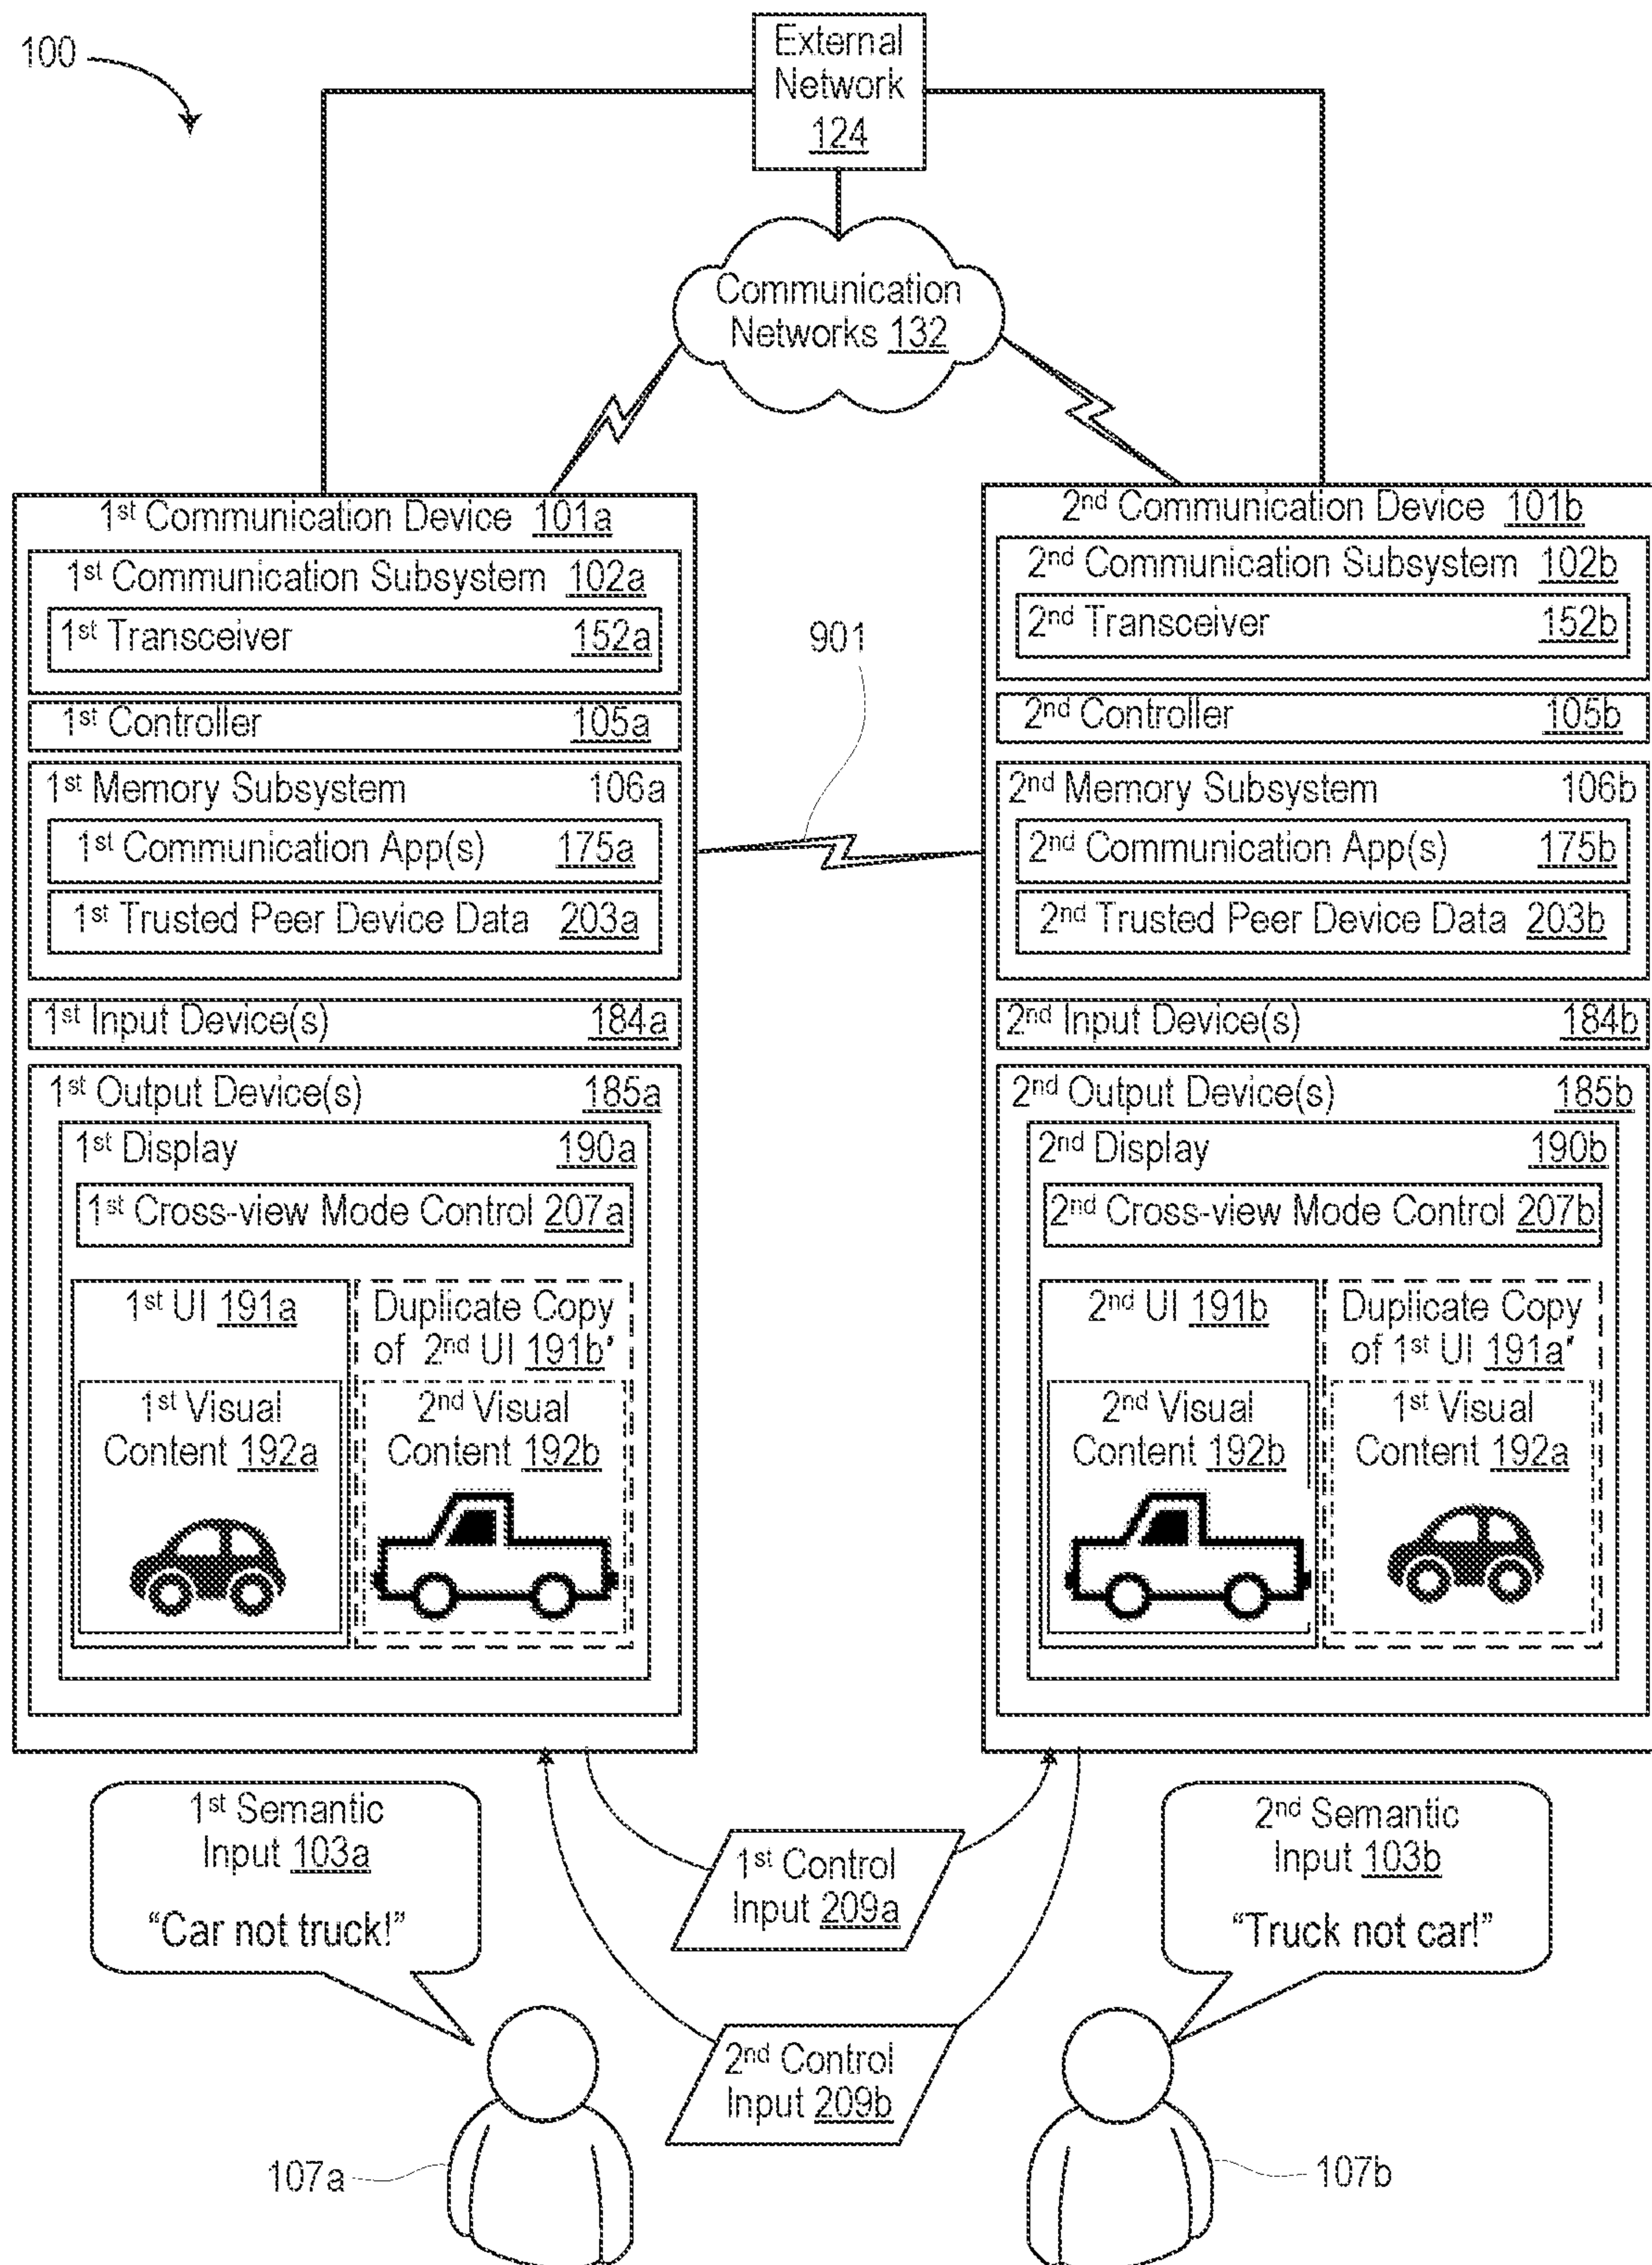 100
External
Network
124
Communication
Networks 132
1st Communication Device 101a
1st Communication Subsystem 102a
1st Transceiver 152a
1st Controller 105a
1st Memory Subsystem 106a
1st Communication App(s) 175a
1st Trusted Peer Device Data 203a
1st Input Device(s) 184a
1st Output Device(s) 185a
1st Display 190a
1st Cross-view Mode Control 207a
1st UI 191a
1st Visual
Content 192a
Duplicate Copy
of 2nd UI 191b'
2nd Visual
Content 192b
901
2nd Communication Device 101b
2nd Communication Subsystem 102b
2nd Transceiver 152b
2nd Controller 105b
2nd Memory Subsystem 106b
2nd Communication App(s) 175b
2nd Trusted Peer Device Data 203b
2nd Input Device(s) 184b
2nd Output Device(s) 185b
2nd Display 190b
2nd Cross-view Mode Control 207b
2nd UI 191b
2nd Visual
Content 192b
Duplicate Copy
of 1st UI 191a'
1st Visual
Content 192a
1st Semantic
Input 103a
“Car not truck!”
1st Control
Input 209a
2nd Semantic
Input 103b
“Truck not car!”
2nd Control
Input 209b
107a
107b